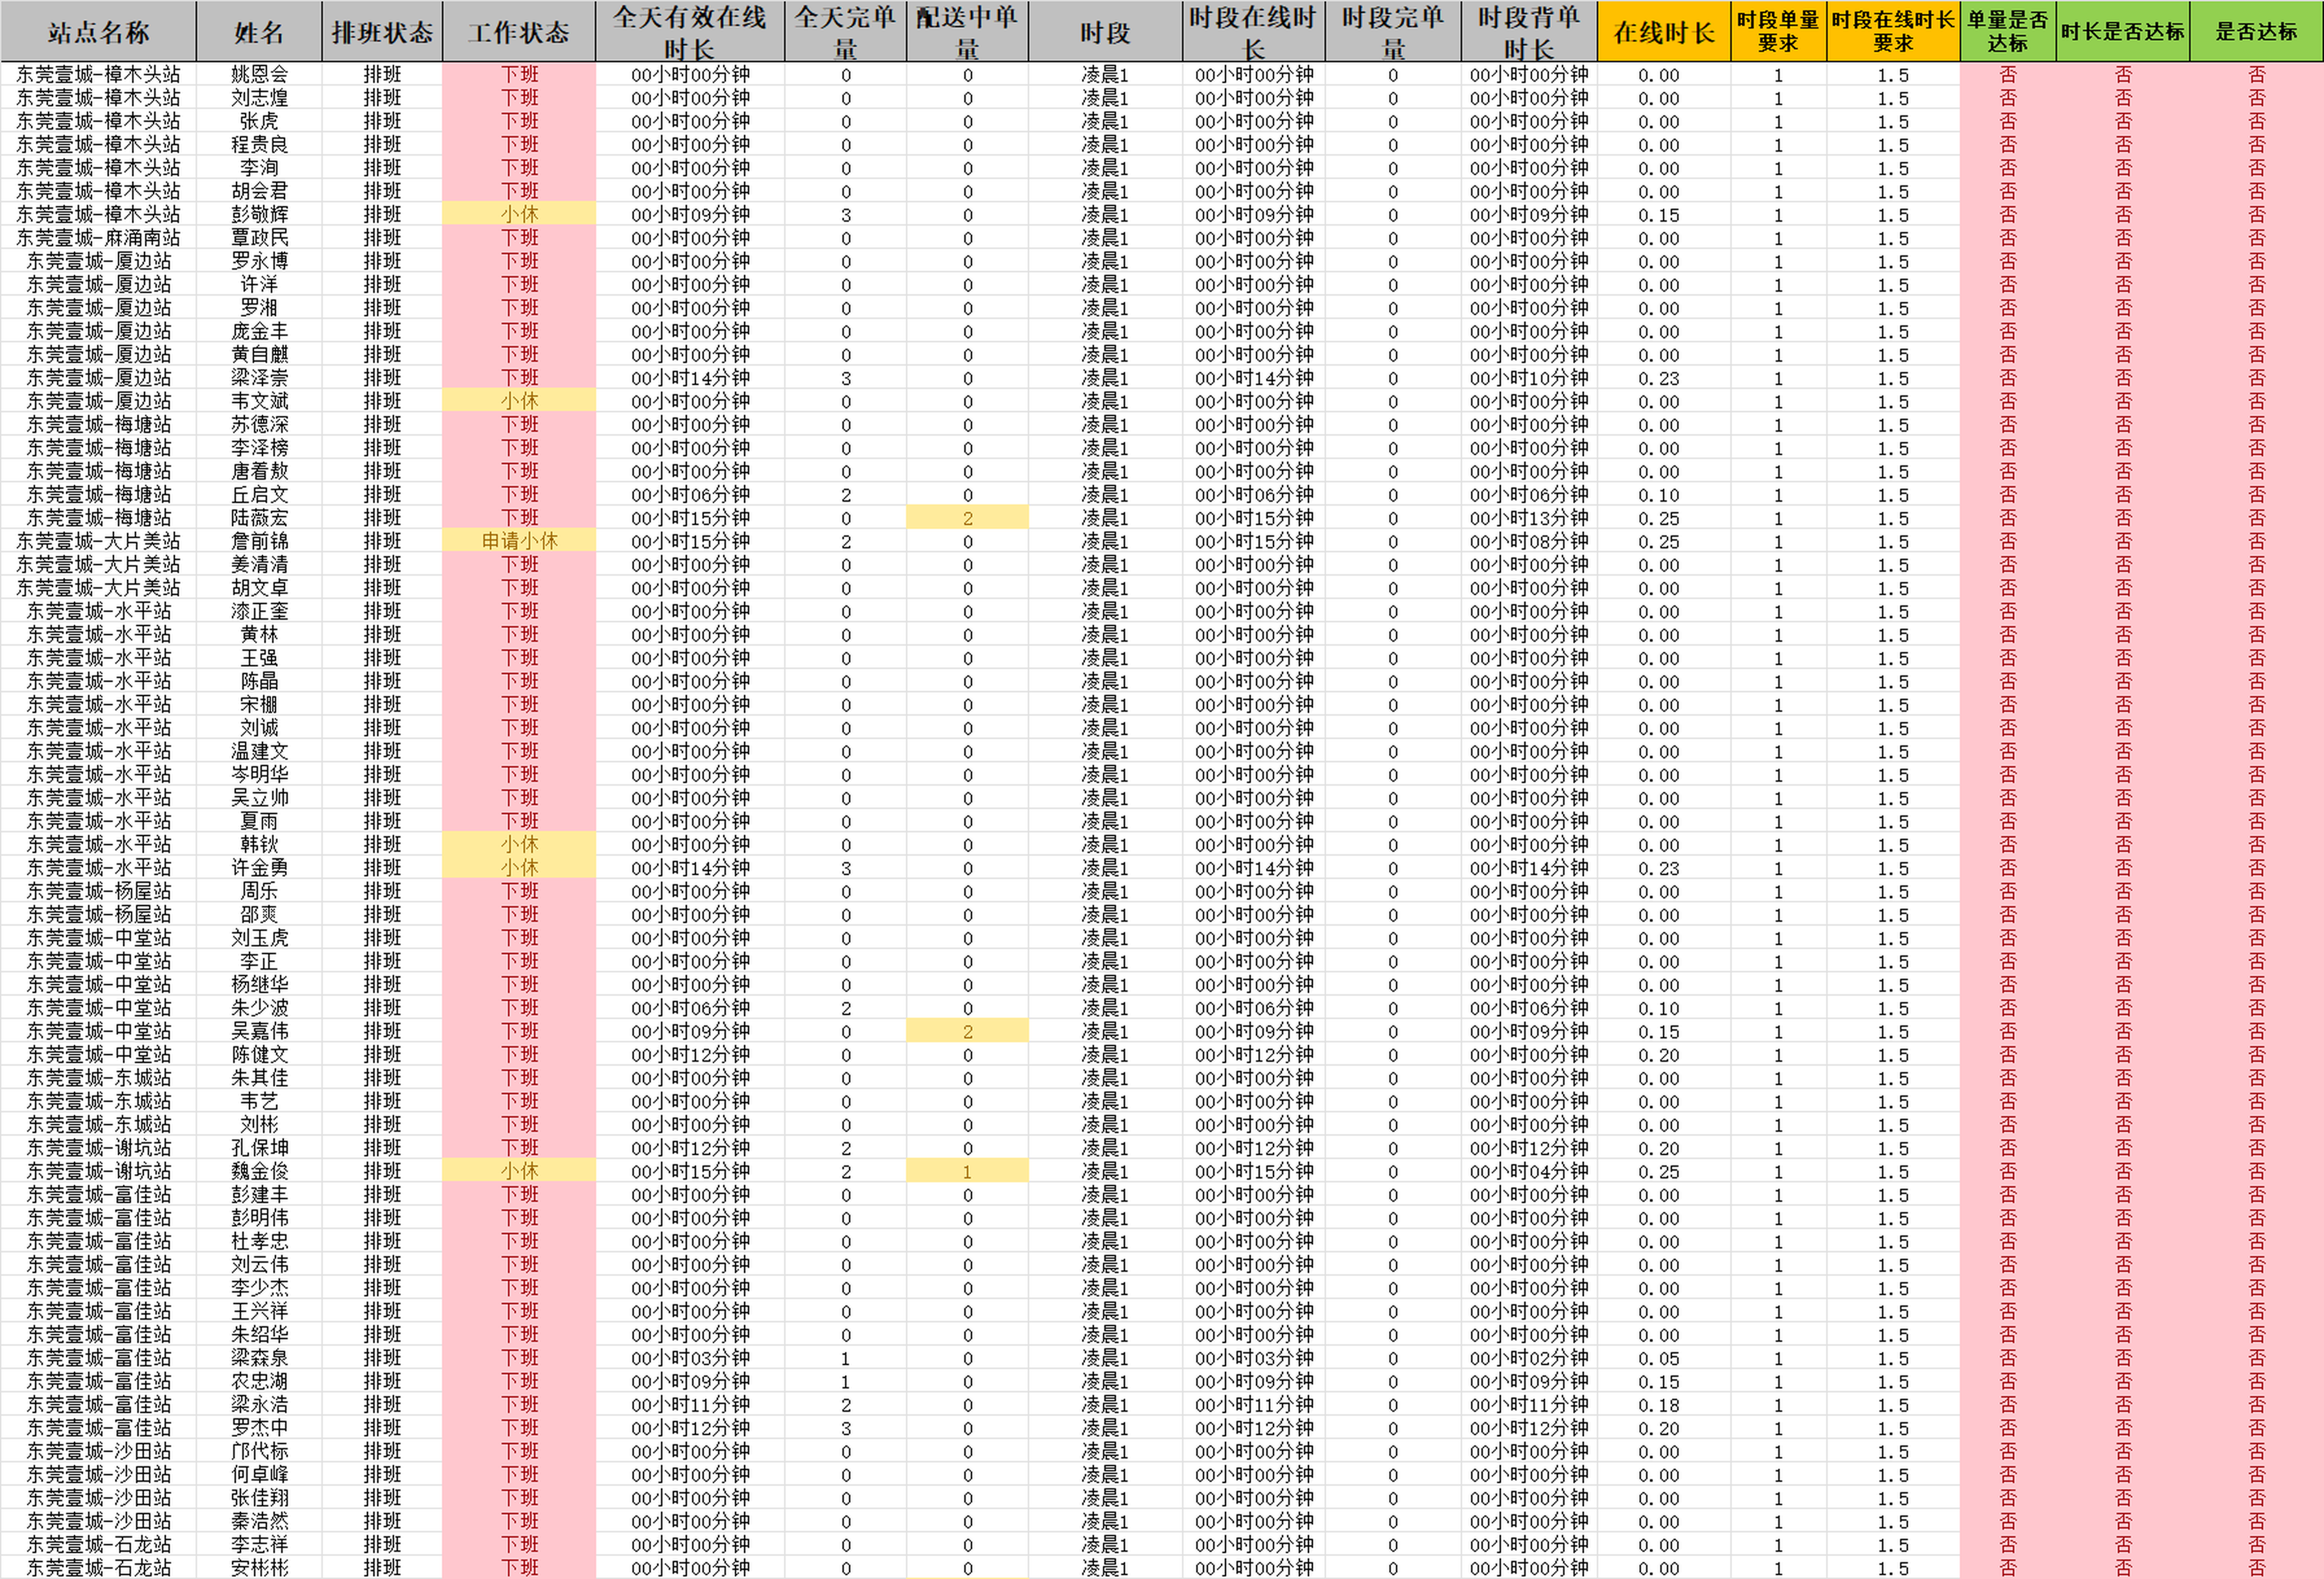 站点名称 姓名 排班状态 工作状态 全天有效在线时长 全天完单量 配送中单量 时段 时段在线时长 时段完单量 时段背单时长 在线时长 时段单量要求 时段在线时长要求 单量是否达标 时长是否达标 是否达标
东莞壹城-樟木头站 姚恩会 排班 下班 00小时00分钟 0 0 凌晨1 00小时00分钟 0 00小时00分钟 0.00 1 1.5 否 否 否
东莞壹城-樟木头站 刘志煌 排班 下班 00小时00分钟 0 0 凌晨1 00小时00分钟 0 00小时00分钟 0.00 1 1.5 否 否 否
东莞壹城-樟木头站 张虎 排班 下班 00小时00分钟 0 0 凌晨1 00小时00分钟 0 00小时00分钟 0.00 1 1.5 否 否 否
东莞壹城-樟木头站 程贵良 排班 下班 00小时00分钟 0 0 凌晨1 00小时00分钟 0 00小时00分钟 0.00 1 1.5 否 否 否
东莞壹城-樟木头站 李洵 排班 下班 00小时00分钟 0 0 凌晨1 00小时00分钟 0 00小时00分钟 0.00 1 1.5 否 否 否
东莞壹城-樟木头站 胡会君 排班 下班 00小时00分钟 0 0 凌晨1 00小时00分钟 0 00小时00分钟 0.00 1 1.5 否 否 否
东莞壹城-樟木头站 彭敬辉 排班 小休 00小时09分钟 3 0 凌晨1 00小时09分钟 0 00小时09分钟 0.15 1 1.5 否 否 否
东莞壹城-麻涌南站 覃政民 排班 下班 00小时00分钟 0 0 凌晨1 00小时00分钟 0 00小时00分钟 0.00 1 1.5 否 否 否
东莞壹城-厦边站 罗永博 排班 下班 00小时00分钟 0 0 凌晨1 00小时00分钟 0 00小时00分钟 0.00 1 1.5 否 否 否
东莞壹城-厦边站 许洋 排班 下班 00小时00分钟 0 0 凌晨1 00小时00分钟 0 00小时00分钟 0.00 1 1.5 否 否 否
东莞壹城-厦边站 罗湘 排班 下班 00小时00分钟 0 0 凌晨1 00小时00分钟 0 00小时00分钟 0.00 1 1.5 否 否 否
东莞壹城-厦边站 庞金丰 排班 下班 00小时00分钟 0 0 凌晨1 00小时00分钟 0 00小时00分钟 0.00 1 1.5 否 否 否
东莞壹城-厦边站 黄自麒 排班 下班 00小时00分钟 0 0 凌晨1 00小时00分钟 0 00小时00分钟 0.00 1 1.5 否 否 否
东莞壹城-厦边站 梁泽崇 排班 下班 00小时14分钟 3 0 凌晨1 00小时14分钟 0 00小时10分钟 0.23 1 1.5 否 否 否
东莞壹城-厦边站 韦文斌 排班 小休 00小时00分钟 0 0 凌晨1 00小时00分钟 0 00小时00分钟 0.00 1 1.5 否 否 否
东莞壹城-梅塘站 苏德深 排班 下班 00小时00分钟 0 0 凌晨1 00小时00分钟 0 00小时00分钟 0.00 1 1.5 否 否 否
东莞壹城-梅塘站 李泽榜 排班 下班 00小时00分钟 0 0 凌晨1 00小时00分钟 0 00小时00分钟 0.00 1 1.5 否 否 否
东莞壹城-梅塘站 唐着敖 排班 下班 00小时00分钟 0 0 凌晨1 00小时00分钟 0 00小时00分钟 0.00 1 1.5 否 否 否
东莞壹城-梅塘站 丘启文 排班 下班 00小时06分钟 2 0 凌晨1 00小时06分钟 0 00小时06分钟 0.10 1 1.5 否 否 否
东莞壹城-梅塘站 陆薇宏 排班 下班 00小时15分钟 0 2 凌晨1 00小时15分钟 0 00小时13分钟 0.25 1 1.5 否 否 否
东莞壹城-大片美站 詹前锦 排班 申请小休 00小时15分钟 2 0 凌晨1 00小时15分钟 0 00小时08分钟 0.25 1 1.5 否 否 否
东莞壹城-大片美站 姜清清 排班 下班 00小时00分钟 0 0 凌晨1 00小时00分钟 0 00小时00分钟 0.00 1 1.5 否 否 否
东莞壹城-大片美站 胡文卓 排班 下班 00小时00分钟 0 0 凌晨1 00小时00分钟 0 00小时00分钟 0.00 1 1.5 否 否 否
东莞壹城-水平站 漆正奎 排班 下班 00小时00分钟 0 0 凌晨1 00小时00分钟 0 00小时00分钟 0.00 1 1.5 否 否 否
东莞壹城-水平站 黄林 排班 下班 00小时00分钟 0 0 凌晨1 00小时00分钟 0 00小时00分钟 0.00 1 1.5 否 否 否
东莞壹城-水平站 王强 排班 下班 00小时00分钟 0 0 凌晨1 00小时00分钟 0 00小时00分钟 0.00 1 1.5 否 否 否
东莞壹城-水平站 陈晶 排班 下班 00小时00分钟 0 0 凌晨1 00小时00分钟 0 00小时00分钟 0.00 1 1.5 否 否 否
东莞壹城-水平站 宋棚 排班 下班 00小时00分钟 0 0 凌晨1 00小时00分钟 0 00小时00分钟 0.00 1 1.5 否 否 否
东莞壹城-水平站 刘诚 排班 下班 00小时00分钟 0 0 凌晨1 00小时00分钟 0 00小时00分钟 0.00 1 1.5 否 否 否
东莞壹城-水平站 温建文 排班 下班 00小时00分钟 0 0 凌晨1 00小时00分钟 0 00小时00分钟 0.00 1 1.5 否 否 否
东莞壹城-水平站 岑明华 排班 下班 00小时00分钟 0 0 凌晨1 00小时00分钟 0 00小时00分钟 0.00 1 1.5 否 否 否
东莞壹城-水平站 吴立帅 排班 下班 00小时00分钟 0 0 凌晨1 00小时00分钟 0 00小时00分钟 0.00 1 1.5 否 否 否
东莞壹城-水平站 夏雨 排班 下班 00小时00分钟 0 0 凌晨1 00小时00分钟 0 00小时00分钟 0.00 1 1.5 否 否 否
东莞壹城-水平站 韩钬 排班 小休 00小时00分钟 0 0 凌晨1 00小时00分钟 0 00小时00分钟 0.00 1 1.5 否 否 否
东莞壹城-水平站 许金勇 排班 小休 00小时14分钟 3 0 凌晨1 00小时14分钟 0 00小时14分钟 0.23 1 1.5 否 否 否
东莞壹城-杨屋站 周乐 排班 下班 00小时00分钟 0 0 凌晨1 00小时00分钟 0 00小时00分钟 0.00 1 1.5 否 否 否
东莞壹城-杨屋站 邵爽 排班 下班 00小时00分钟 0 0 凌晨1 00小时00分钟 0 00小时00分钟 0.00 1 1.5 否 否 否
东莞壹城-中堂站 刘玉虎 排班 下班 00小时00分钟 0 0 凌晨1 00小时00分钟 0 00小时00分钟 0.00 1 1.5 否 否 否
东莞壹城-中堂站 李正 排班 下班 00小时00分钟 0 0 凌晨1 00小时00分钟 0 00小时00分钟 0.00 1 1.5 否 否 否
东莞壹城-中堂站 杨继华 排班 下班 00小时00分钟 0 0 凌晨1 00小时00分钟 0 00小时00分钟 0.00 1 1.5 否 否 否
东莞壹城-中堂站 朱少波 排班 下班 00小时06分钟 2 0 凌晨1 00小时06分钟 0 00小时06分钟 0.10 1 1.5 否 否 否
东莞壹城-中堂站 吴嘉伟 排班 下班 00小时09分钟 0 2 凌晨1 00小时09分钟 0 00小时09分钟 0.15 1 1.5 否 否 否
东莞壹城-中堂站 陈健文 排班 下班 00小时12分钟 0 0 凌晨1 00小时12分钟 0 00小时00分钟 0.20 1 1.5 否 否 否
东莞壹城-东城站 朱其佳 排班 下班 00小时00分钟 0 0 凌晨1 00小时00分钟 0 00小时00分钟 0.00 1 1.5 否 否 否
东莞壹城-东城站 韦艺 排班 下班 00小时00分钟 0 0 凌晨1 00小时00分钟 0 00小时00分钟 0.00 1 1.5 否 否 否
东莞壹城-东城站 刘彬 排班 下班 00小时00分钟 0 0 凌晨1 00小时00分钟 0 00小时00分钟 0.00 1 1.5 否 否 否
东莞壹城-谢坑站 孔保坤 排班 下班 00小时12分钟 2 0 凌晨1 00小时12分钟 0 00小时12分钟 0.20 1 1.5 否 否 否
东莞壹城-谢坑站 魏金俊 排班 小休 00小时15分钟 2 1 凌晨1 00小时15分钟 0 00小时04分钟 0.25 1 1.5 否 否 否
东莞壹城-富佳站 彭建丰 排班 下班 00小时00分钟 0 0 凌晨1 00小时00分钟 0 00小时00分钟 0.00 1 1.5 否 否 否
东莞壹城-富佳站 彭明伟 排班 下班 00小时00分钟 0 0 凌晨1 00小时00分钟 0 00小时00分钟 0.00 1 1.5 否 否 否
东莞壹城-富佳站 杜孝忠 排班 下班 00小时00分钟 0 0 凌晨1 00小时00分钟 0 00小时00分钟 0.00 1 1.5 否 否 否
东莞壹城-富佳站 刘云伟 排班 下班 00小时00分钟 0 0 凌晨1 00小时00分钟 0 00小时00分钟 0.00 1 1.5 否 否 否
东莞壹城-富佳站 李少杰 排班 下班 00小时00分钟 0 0 凌晨1 00小时00分钟 0 00小时00分钟 0.00 1 1.5 否 否 否
东莞壹城-富佳站 王兴祥 排班 下班 00小时00分钟 0 0 凌晨1 00小时00分钟 0 00小时00分钟 0.00 1 1.5 否 否 否
东莞壹城-富佳站 朱绍华 排班 下班 00小时00分钟 0 0 凌晨1 00小时00分钟 0 00小时00分钟 0.00 1 1.5 否 否 否
东莞壹城-富佳站 梁森泉 排班 下班 00小时03分钟 1 0 凌晨1 00小时03分钟 0 00小时02分钟 0.05 1 1.5 否 否 否
东莞壹城-富佳站 农忠湖 排班 下班 00小时09分钟 1 0 凌晨1 00小时09分钟 0 00小时09分钟 0.15 1 1.5 否 否 否
东莞壹城-富佳站 梁永浩 排班 下班 00小时11分钟 2 0 凌晨1 00小时11分钟 0 00小时11分钟 0.18 1 1.5 否 否 否
东莞壹城-富佳站 罗杰中 排班 下班 00小时12分钟 3 0 凌晨1 00小时12分钟 0 00小时12分钟 0.20 1 1.5 否 否 否
东莞壹城-沙田站 邝代标 排班 下班 00小时00分钟 0 0 凌晨1 00小时00分钟 0 00小时00分钟 0.00 1 1.5 否 否 否
东莞壹城-沙田站 何卓峰 排班 下班 00小时00分钟 0 0 凌晨1 00小时00分钟 0 00小时00分钟 0.00 1 1.5 否 否 否
东莞壹城-沙田站 张佳翔 排班 下班 00小时00分钟 0 0 凌晨1 00小时00分钟 0 00小时00分钟 0.00 1 1.5 否 否 否
东莞壹城-沙田站 秦浩然 排班 下班 00小时00分钟 0 0 凌晨1 00小时00分钟 0 00小时00分钟 0.00 1 1.5 否 否 否
东莞壹城-石龙站 李志祥 排班 下班 00小时00分钟 0 0 凌晨1 00小时00分钟 0 00小时00分钟 0.00 1 1.5 否 否 否
东莞壹城-石龙站 安彬彬 排班 下班 00小时00分钟 0 0 凌晨1 00小时00分钟 0 00小时00分钟 0.00 1 1.5 否 否 否